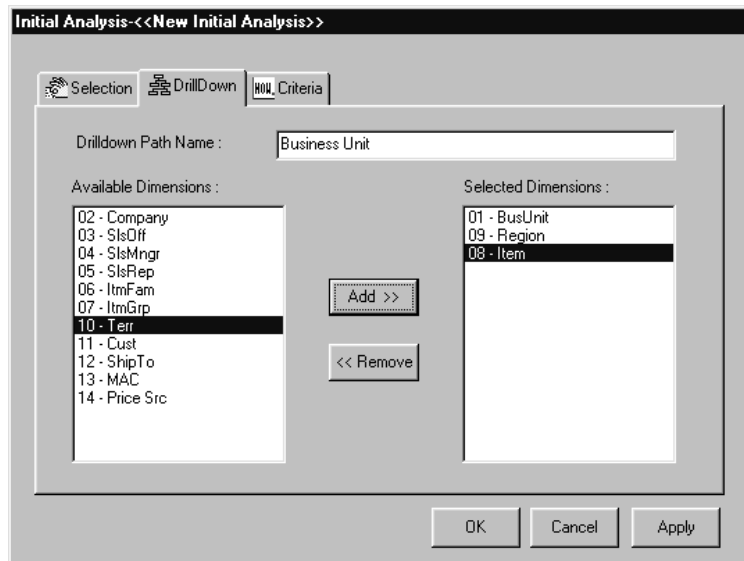 Initial Analysis-<<New Initial Analysis>>
Selection
DrillDown
HOW. Criteria
Drilldown Path Name :
Business Unit
Available Dimensions :
02 - Company
03 - SlsOff
04 - SlsMngr
05 - SlsRep
06 - ItmFam
07 - ItmGrp
10 - Terr
11 - Cust
12 - ShipTo
13 - MAC
14 - Price Src
Add >>
<< Remove
Selected Dimensions :
01 - BusUnit
09 - Region
08 - Item
OK
Cancel
Apply